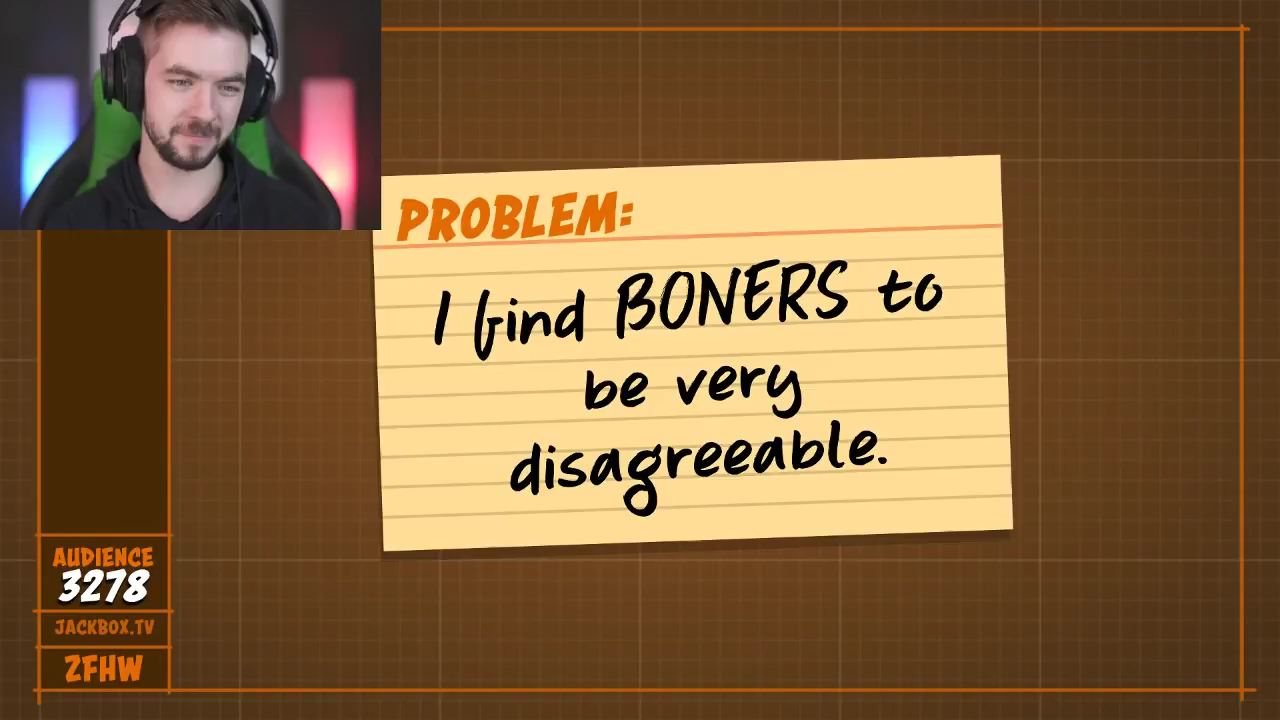 PROBLEM:
I find BONERS to
be very
disagreeable.
AUDIENCE
3278
JACKBOX.TV
ZFHW